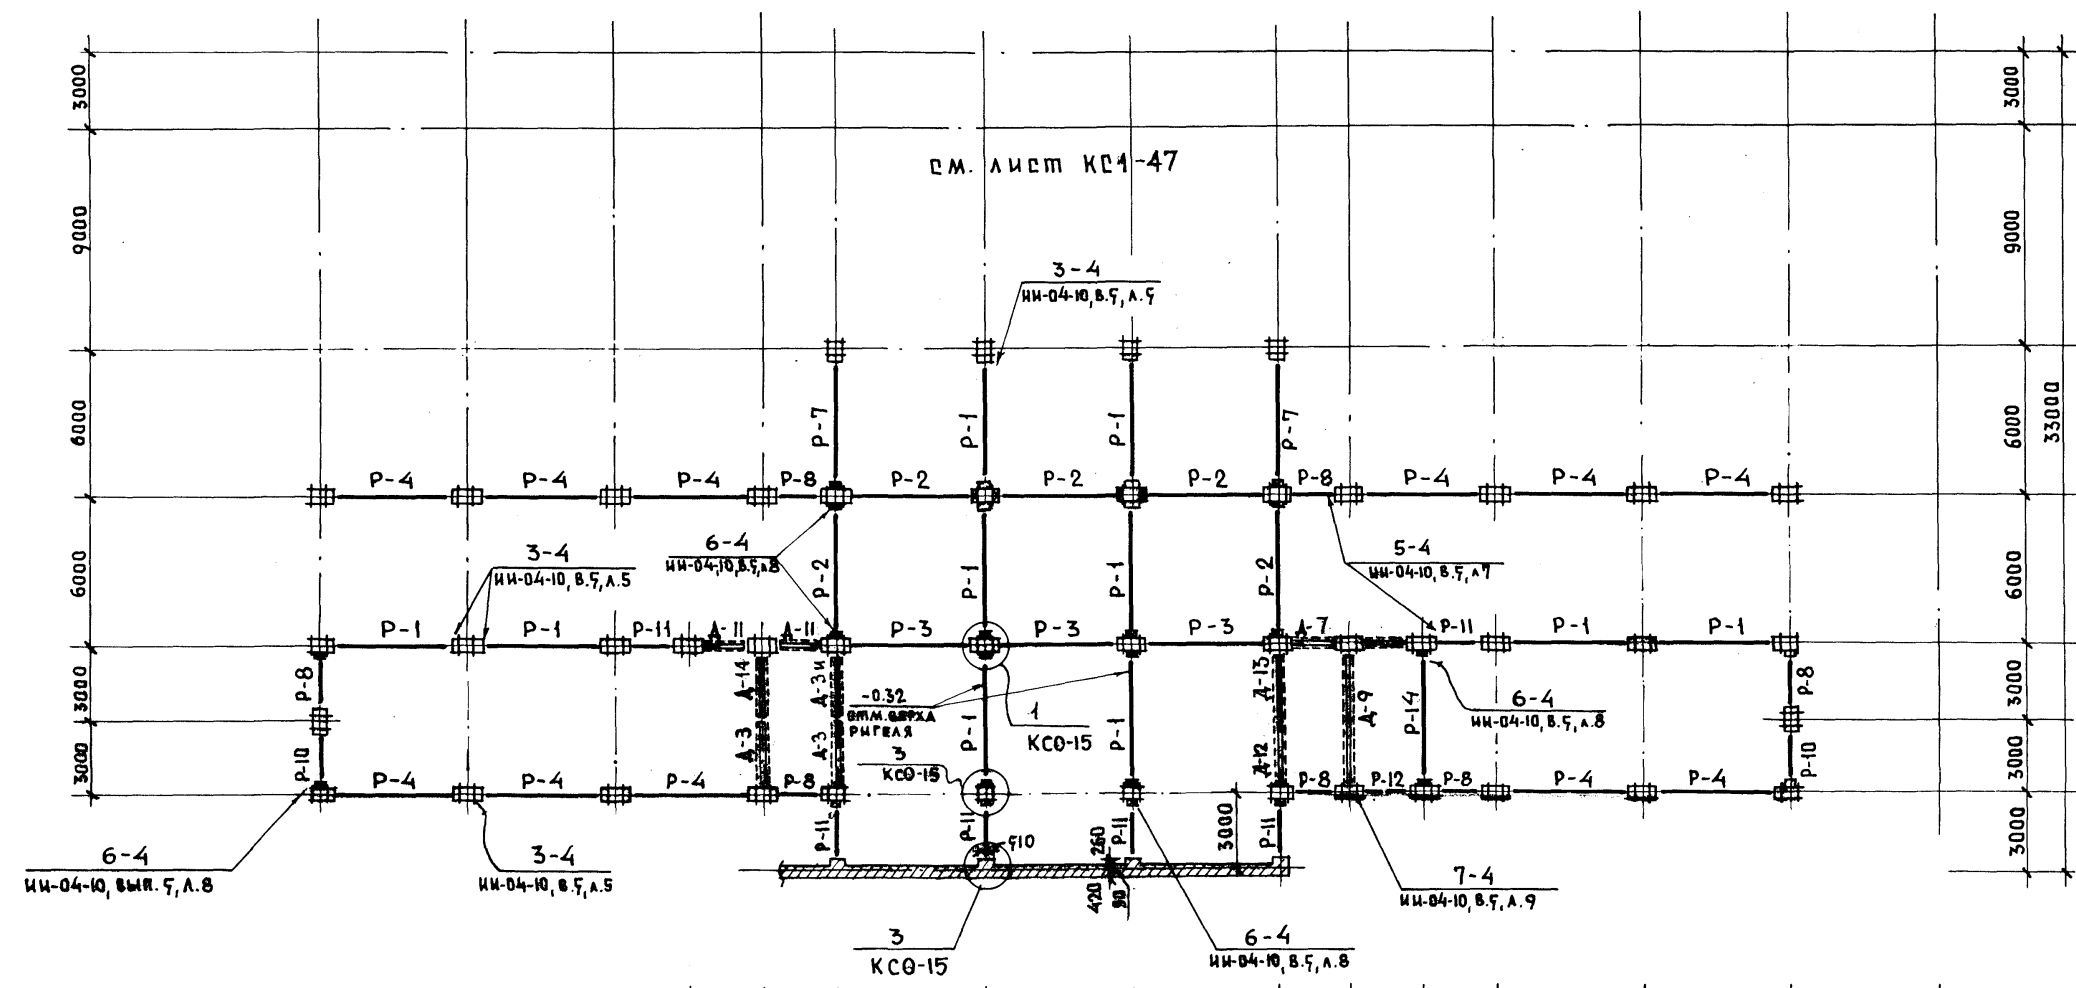 3000
3000
см. лист КС1-47
9000
9000
3-4
ИИ-04-10, В.5, Л.5
6000
Р-7
Р-1
Р-1
Р-7
6000
33000
Р-4
Р-4
Р-4
Р-8
Р-2
Р-2
Р-2
Р-8
Р-4
Р-4
Р-4
6000
3-4
ИИ-04-10, В.5, Л.5
6-4
ИИ-04-10, В.5, Л.8
Р-2
Р-1
Р-1
Р-2
5-4
ИИ-04-10, В.5, Л.7
6000
Р-1
Р-1
Р-11
Д-11
Д-11
Р-3
Р-3
Р-3
Д-7
Р-11
Р-1
Р-1
3000
Р-8
Д-14
Д-3и
-0.32
отм. верха
ригеля
Д-13
Д-9
Р-14
6-4
ИИ-04-10, В.5, Л.8
Р-8
3000
1
КС0-15
3000
Р-10
Д-3
Д-3
3
КС0-15
Р-1
Р-1
Д-12
Р-10
3000
Р-4
Р-4
Р-4
Р-8
Р-8
Р-12
Р-8
Р-4
Р-4
Р-11
Р-11
510
260
Р-11
3000
Р-11
3000
6-4
ИИ-04-10, вып. 5, Л.8
3-4
ИИ-04-10, В.5, Л.5
420
90
7-4
ИИ-04-10, В.5, Л.9
3
КС0-15
6-4
ИИ-04-10, В.5, Л.8